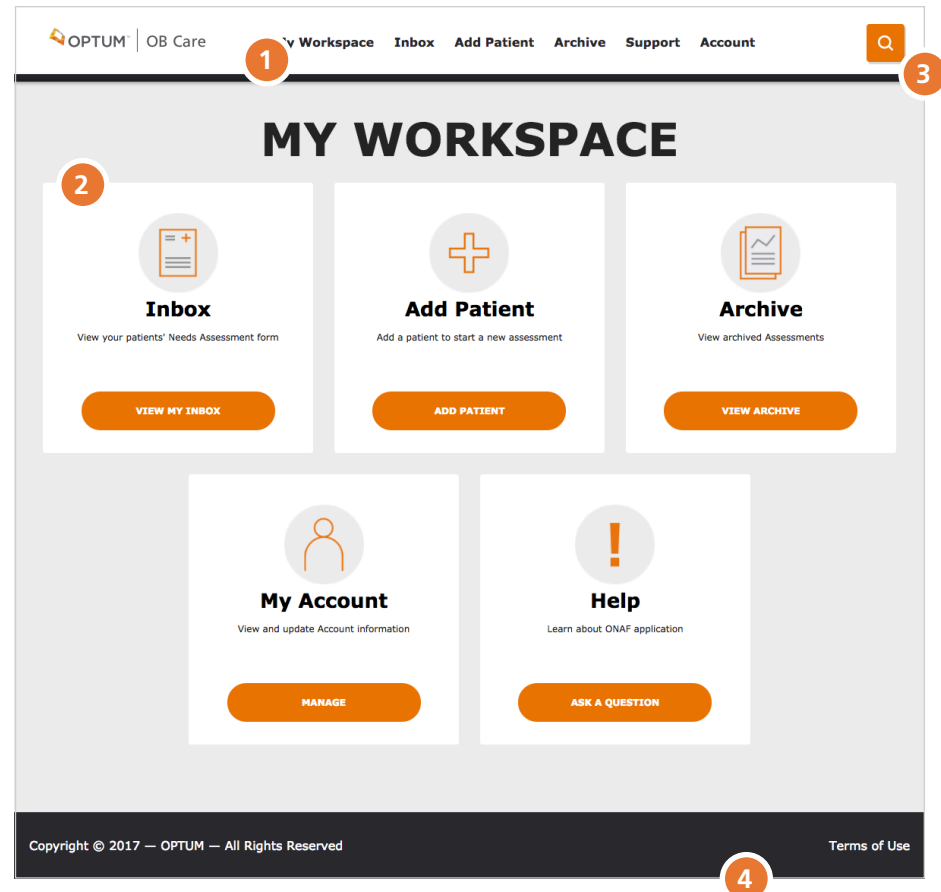 OPTUM™ | OB Care
My Workspace Inbox Add Patient Archive Support Account
1
3
MY WORKSPACE
2
Inbox
View your patients' Needs Assessment form
VIEW MY INBOX
Add Patient
Add a patient to start a new assessment
ADD PATIENT
Archive
View archived Assessments
VIEW ARCHIVE
My Account
View and update Account information
MANAGE
Help
Learn about ONAF application
ASK A QUESTION
Copyright © 2017 — OPTUM — All Rights Reserved
Terms of Use
4